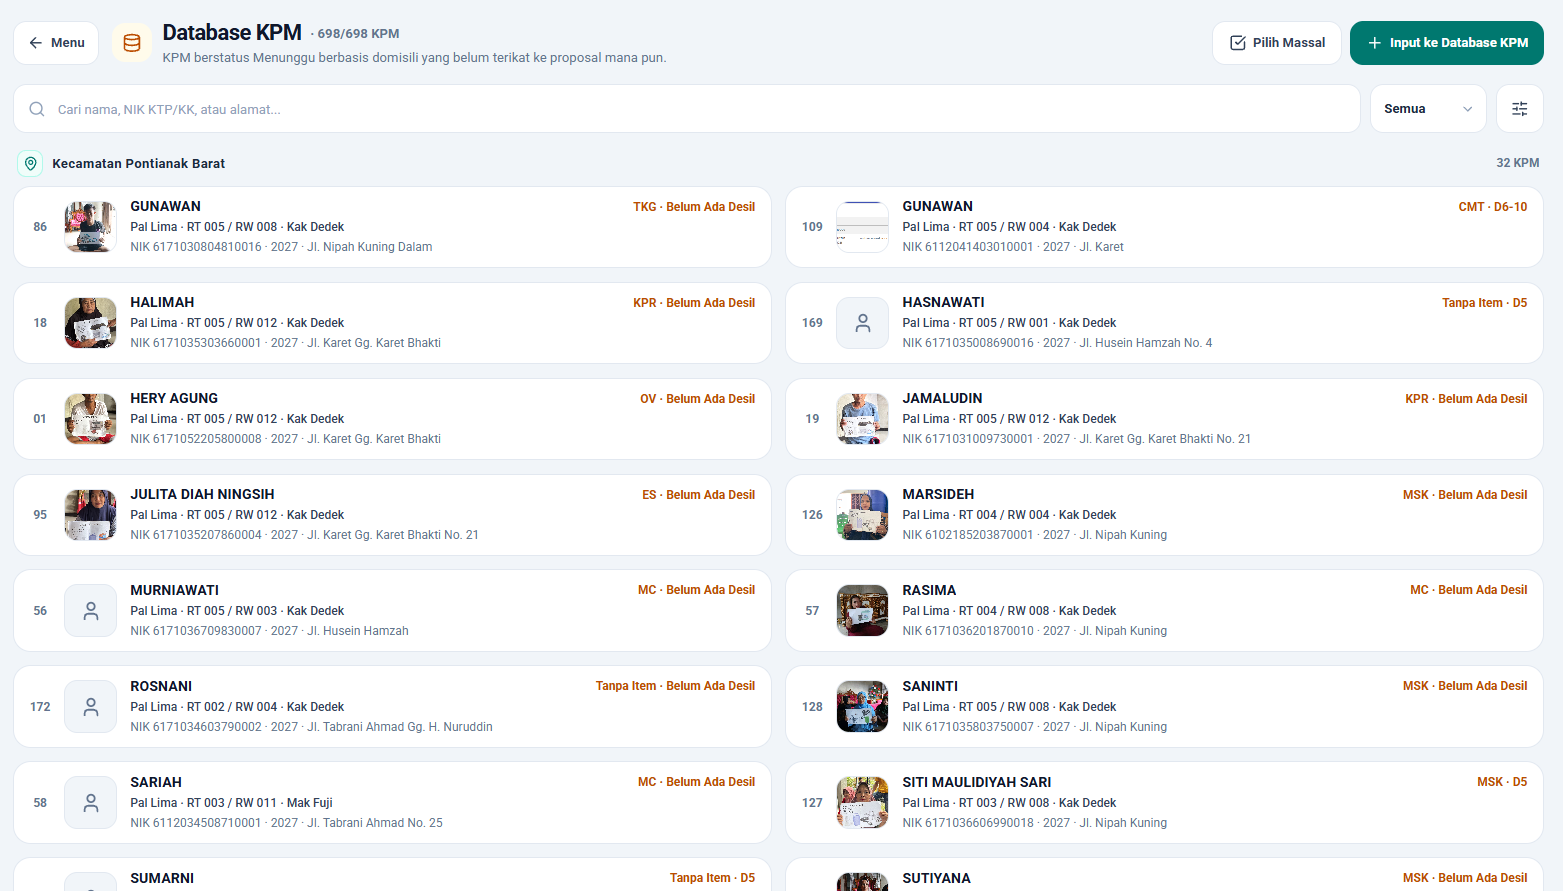 Menu
Database KPM · 698/698 KPM
KPM berstatus Menunggu berbasis domisili yang belum terikat ke proposal mana pun.
Pilih Massal
Input ke Database KPM
Cari nama, NIK KTP/KK, atau alamat...
Semua
Kecamatan Pontianak Barat
32 KPM
86
GUNAWAN
TKG · Belum Ada Desil
Pal Lima · RT 005 / RW 008 · Kak Dedek
NIK 6171030804810016 · 2027 · Jl. Nipah Kuning Dalam
109
GUNAWAN
CMT · D6-10
Pal Lima · RT 005 / RW 004 · Kak Dedek
NIK 6112041403010001 · 2027 · Jl. Karet
18
HALIMAH
KPR · Belum Ada Desil
Pal Lima · RT 005 / RW 012 · Kak Dedek
NIK 6171035303660001 · 2027 · Jl. Karet Gg. Karet Bhakti
169
HASNAWATI
Tanpa Item · D5
Pal Lima · RT 005 / RW 001 · Kak Dedek
NIK 6171035008690016 · 2027 · Jl. Husein Hamzah No. 4
01
HERY AGUNG
OV · Belum Ada Desil
Pal Lima · RT 005 / RW 012 · Kak Dedek
NIK 6171052205800008 · 2027 · Jl. Karet Gg. Karet Bhakti
19
JAMALUDIN
KPR · Belum Ada Desil
Pal Lima · RT 005 / RW 012 · Kak Dedek
NIK 6171031009730001 · 2027 · Jl. Karet Gg. Karet Bhakti No. 21
95
JULITA DIAH NINGSIH
ES · Belum Ada Desil
Pal Lima · RT 005 / RW 012 · Kak Dedek
NIK 6171035207860004 · 2027 · Jl. Karet Gg. Karet Bhakti No. 21
126
MARSIDEH
MSK · Belum Ada Desil
Pal Lima · RT 004 / RW 004 · Kak Dedek
NIK 6102185203870001 · 2027 · Jl. Nipah Kuning
56
MURNIAWATI
MC · Belum Ada Desil
Pal Lima · RT 005 / RW 003 · Kak Dedek
NIK 6171036709830007 · 2027 · Jl. Husein Hamzah
57
RASIMA
MC · Belum Ada Desil
Pal Lima · RT 004 / RW 008 · Kak Dedek
NIK 6171036201870010 · 2027 · Jl. Nipah Kuning
172
ROSNANI
Tanpa Item · Belum Ada Desil
Pal Lima · RT 002 / RW 004 · Kak Dedek
NIK 6171034603790002 · 2027 · Jl. Tabrani Ahmad Gg. H. Nuruddin
128
SANINTI
MSK · Belum Ada Desil
Pal Lima · RT 005 / RW 008 · Kak Dedek
NIK 6171035803750007 · 2027 · Jl. Nipah Kuning
58
SARIAH
MC · Belum Ada Desil
Pal Lima · RT 003 / RW 011 · Mak Fuji
NIK 6112034508710001 · 2027 · Jl. Tabrani Ahmad No. 25
127
SITI MAULIDIYAH SARI
MSK · D5
Pal Lima · RT 003 / RW 008 · Kak Dedek
NIK 6171036606990018 · 2027 · Jl. Nipah Kuning
SUMARNI
Tanpa Item · D5
SUTIYANA
MSK · Belum Ada Desil